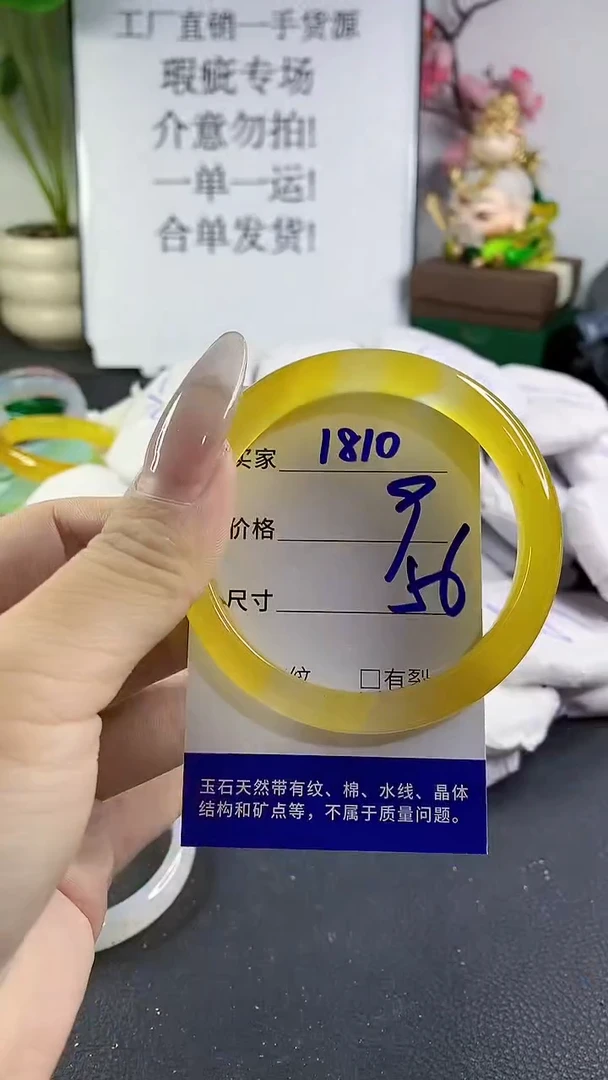 工厂直销一手货源
瑕疵专场
介意勿拍!
一单一运!
合单发货!
买家 1810
价格
尺寸 56
纹 □有裂
玉石天然带有纹、棉、水线、晶体
结构和矿点等，不属于质量问题。